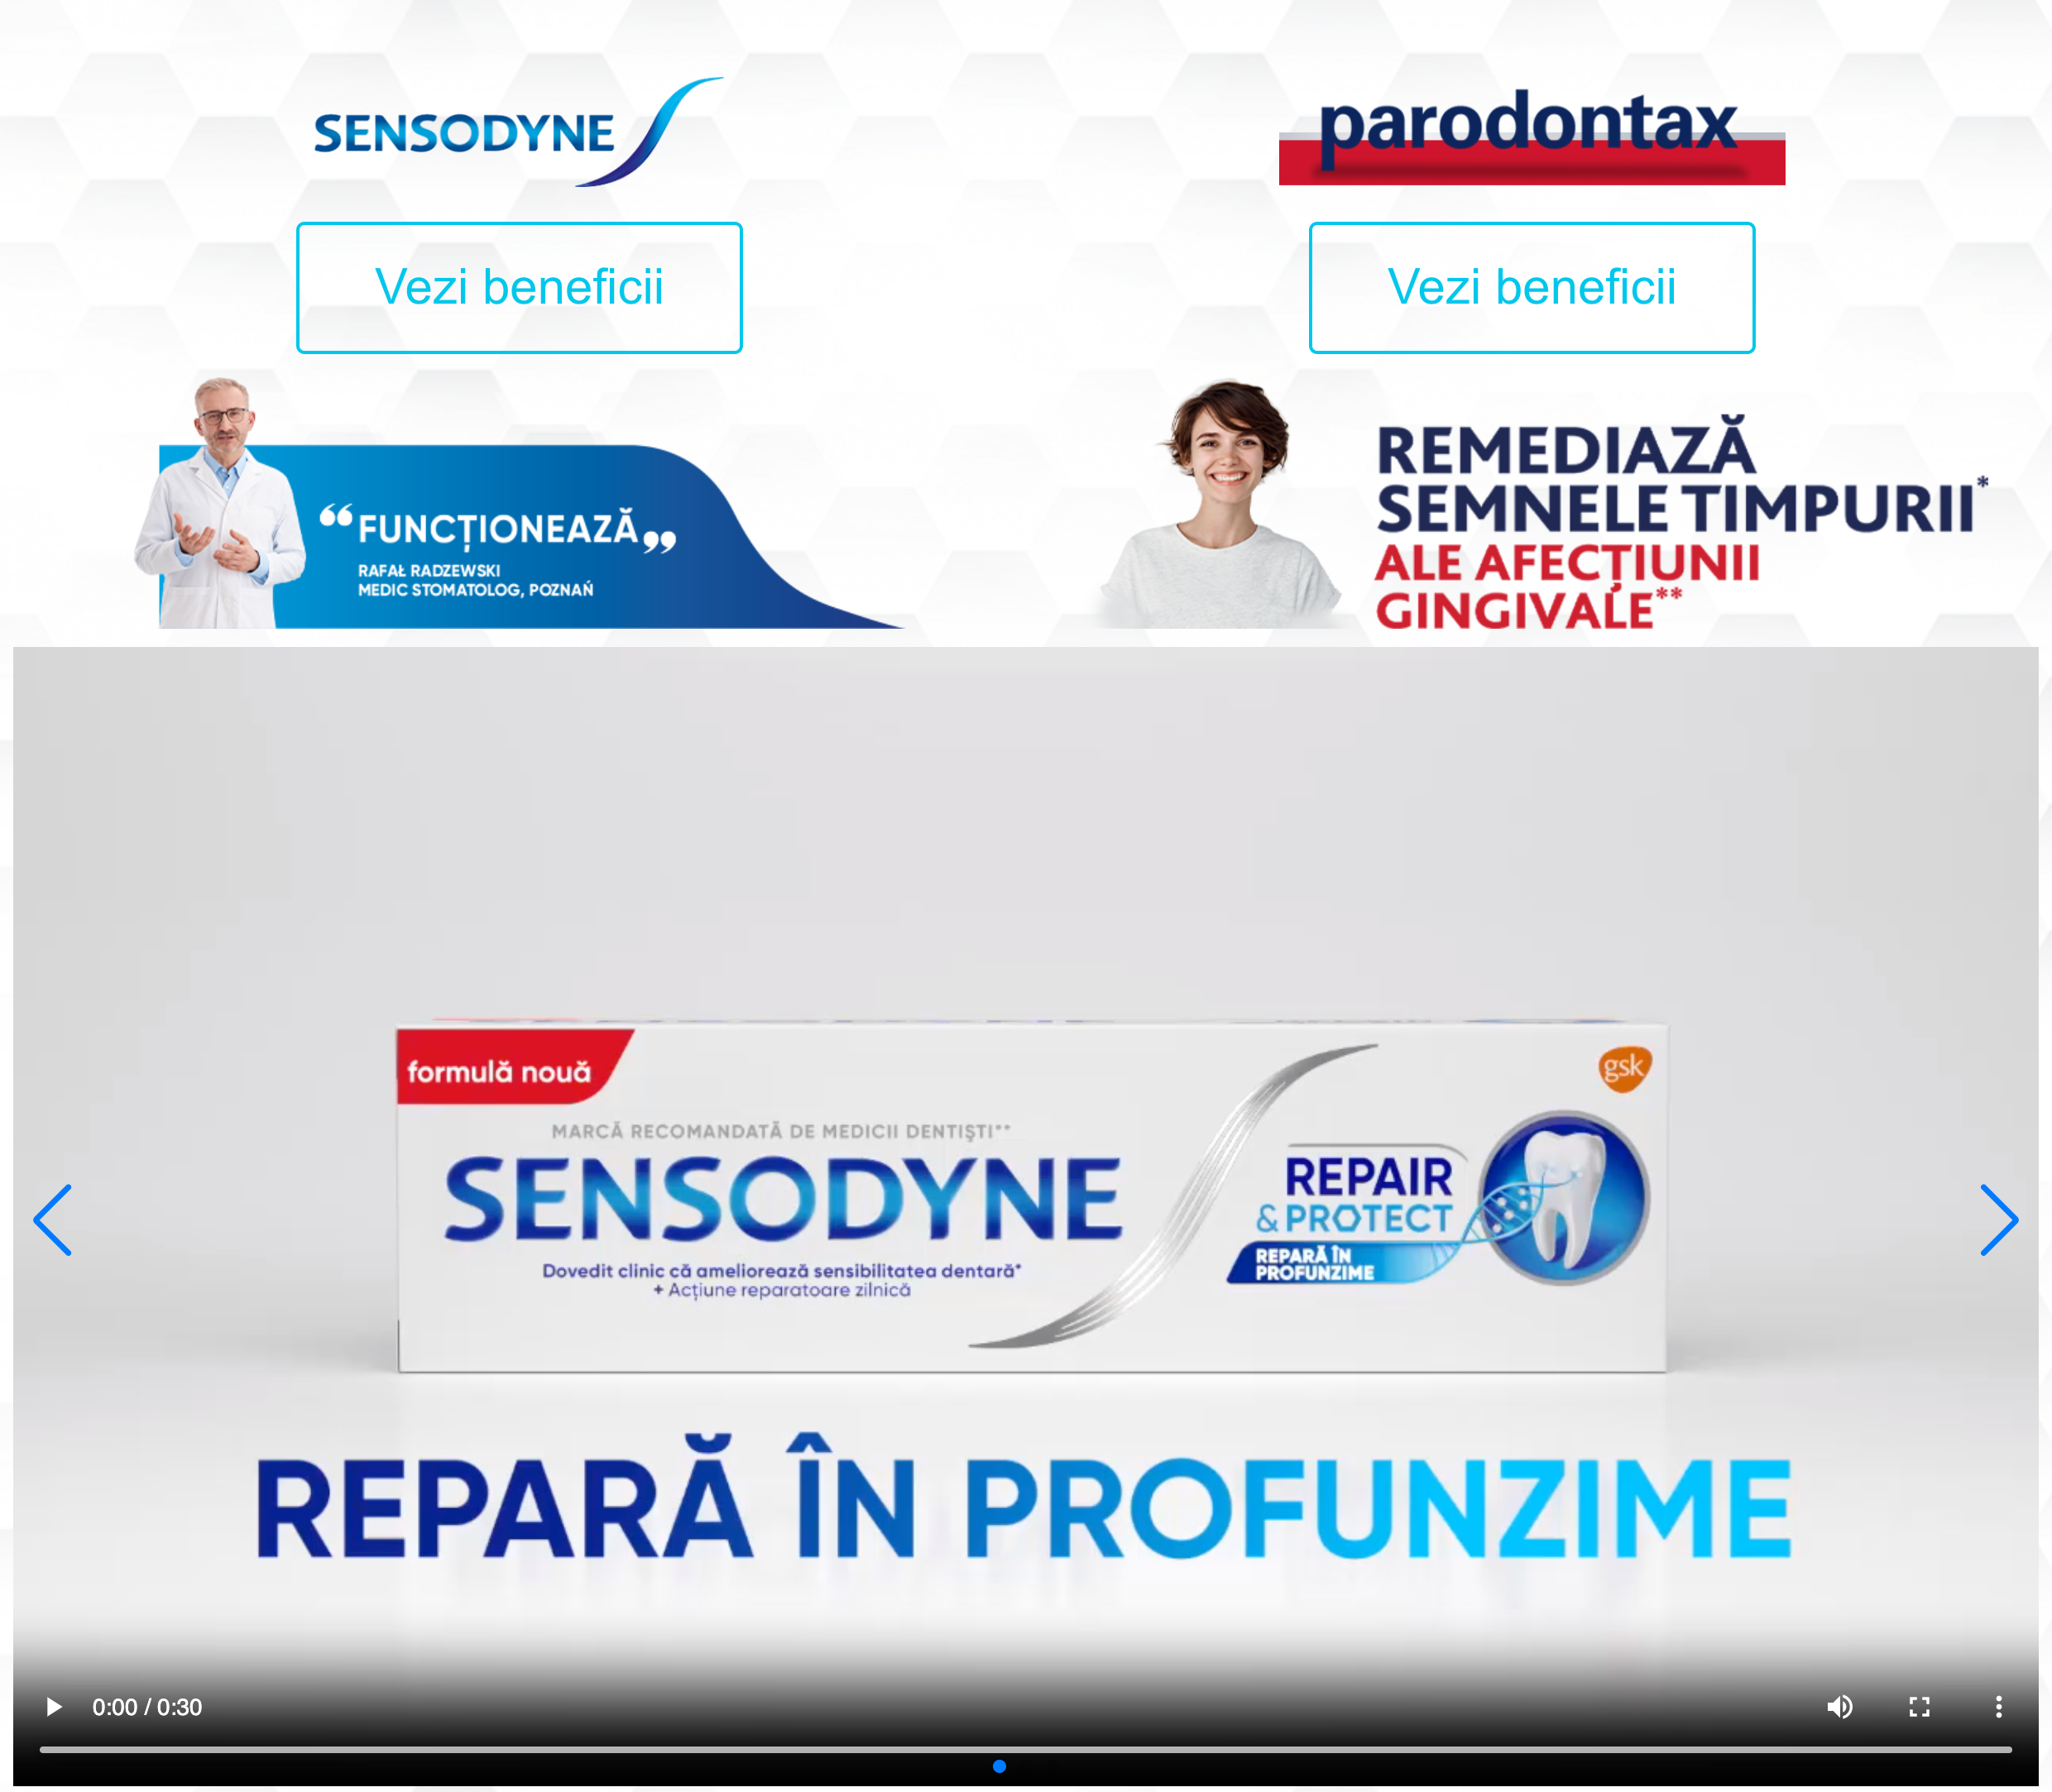 SENSODYNE
parodontax
Vezi beneficii
Vezi beneficii
“FUNCȚIONEAZĂ„
RAFAŁ RADZEWSKI
MEDIC STOMATOLOG, POZNAŃ
REMEDIAZĂ
SEMNELE TIMPURII*
ALE AFECȚIUNII
GINGIVALE**
formulă nouă
gsk
MARCĂ RECOMANDATĂ DE MEDICII DENTIȘTI**
SENSODYNE
Dovedit clinic că ameliorează sensibilitatea dentară*
+ Acțiune reparatoare zilnică
REPAIR
& PROTECT
REPARĂ ÎN
PROFUNZIME
REPARĂ ÎN PROFUNZIME
0:00 / 0:30